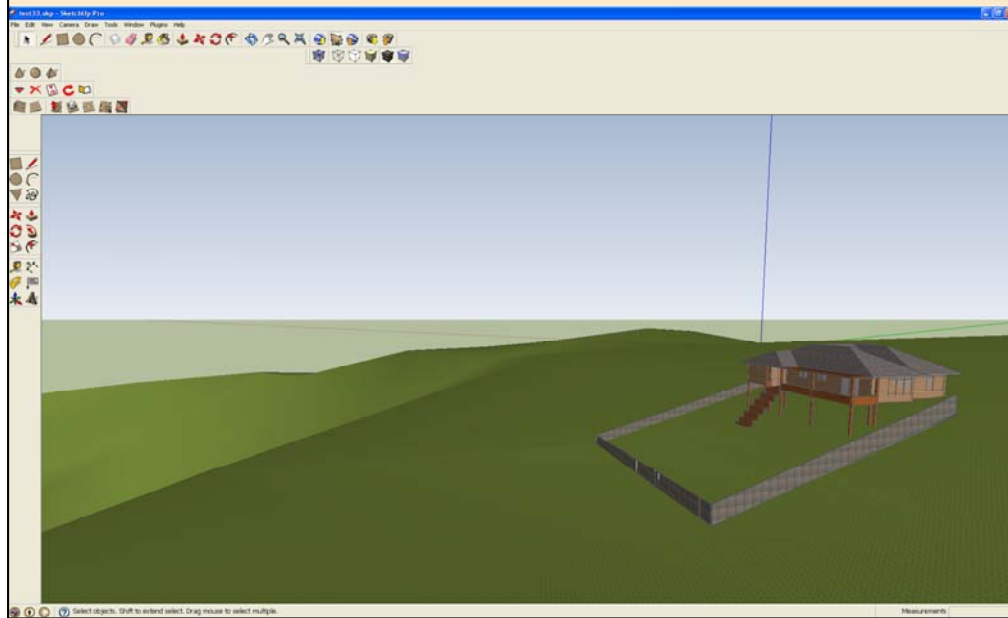 test33.skp - SketchUp Pro
File Edit View Camera Draw Tools Window Plugins Help
Select objects. Shift to extend select. Drag mouse to select multiple.
Measurements